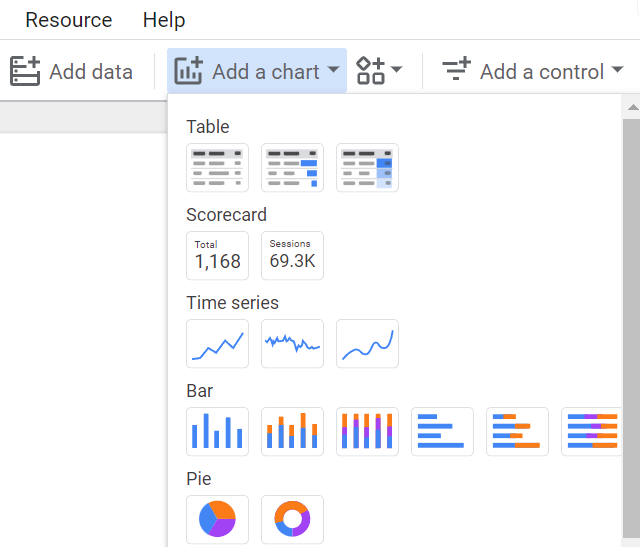 Resource Help
Add data Add a chart Add a control
Table
Scorecard
Total
1,168
Sessions
69.3K
Time series
Bar
Pie